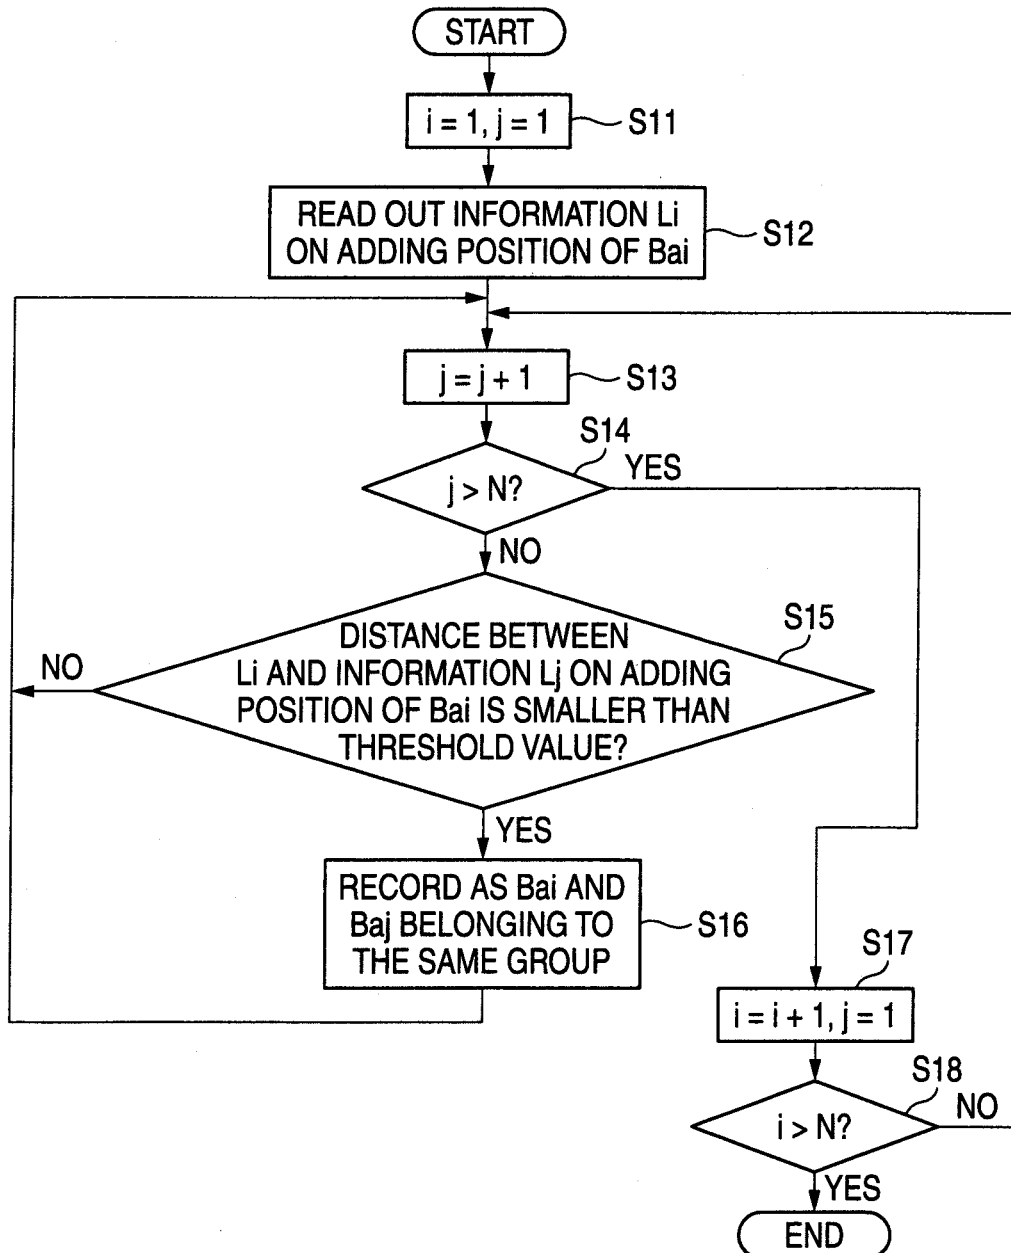 START
i = 1, j = 1
S11
READ OUT INFORMATION Li
ON ADDING POSITION OF Bai
S12
j = j + 1
S13
S14
j > N?
YES
NO
S15
DISTANCE BETWEEN
Li AND INFORMATION Lj ON ADDING
POSITION OF Bai IS SMALLER THAN
THRESHOLD VALUE?
NO
YES
RECORD AS Bai AND
Baj BELONGING TO
THE SAME GROUP
S16
S17
i = i + 1, j = 1
S18
i > N?
NO
YES
END